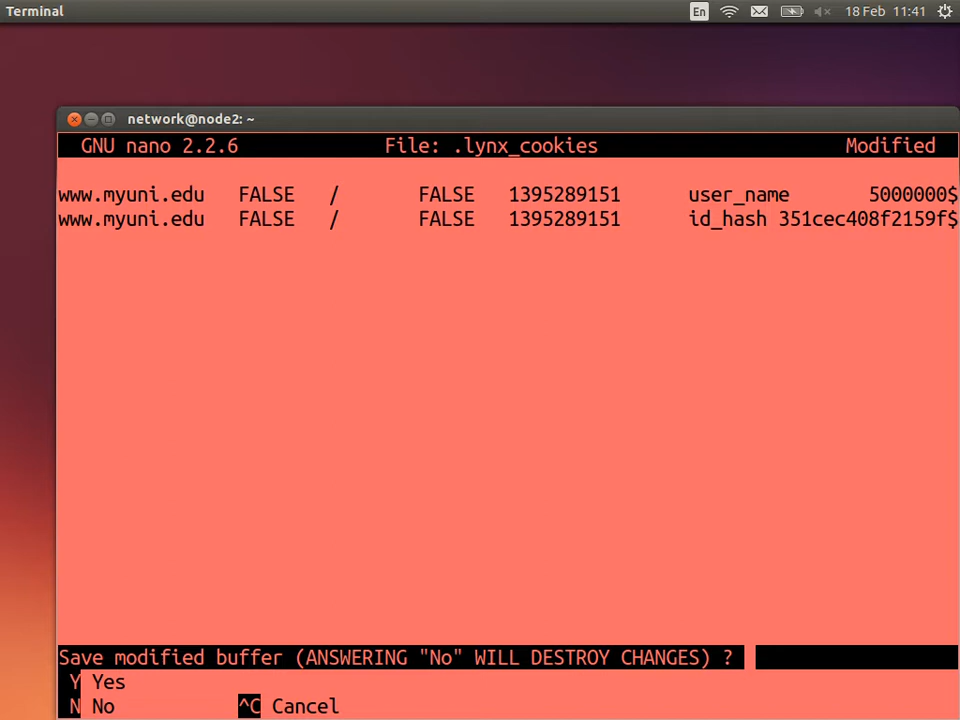 Terminal En 18 Feb 11:41
network@node2: ~
GNU nano 2.2.6 File: .lynx_cookies Modified
www.myuni.edu FALSE / FALSE 1395289151 user_name 5000000$
www.myuni.edu FALSE / FALSE 1395289151 id_hash 351cec408f2159f$
Save modified buffer (ANSWERING "No" WILL DESTROY CHANGES) ?
Y Yes
N No ^C Cancel